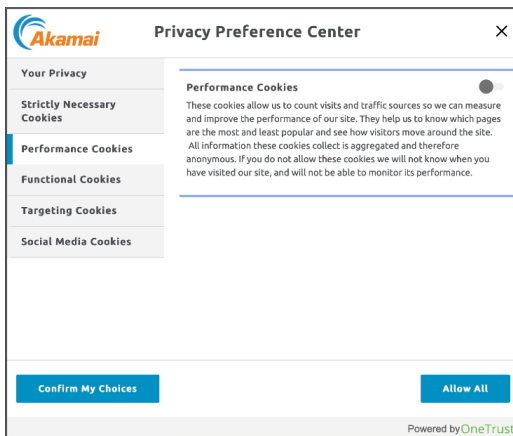 Akamai
Privacy Preference Center
Your Privacy
Strictly Necessary
Cookies
Performance Cookies
Functional Cookies
Targeting Cookies
Social Media Cookies
Performance Cookies
These cookies allow us to count visits and traffic sources so we can measure
and improve the performance of our site. They help us to know which pages
are the most and least popular and see how visitors move around the site.
All information these cookies collect is aggregated and therefore
anonymous. If you do not allow these cookies we will not know when you
have visited our site, and will not be able to monitor its performance.
Confirm My Choices
Allow All
Powered by OneTrust